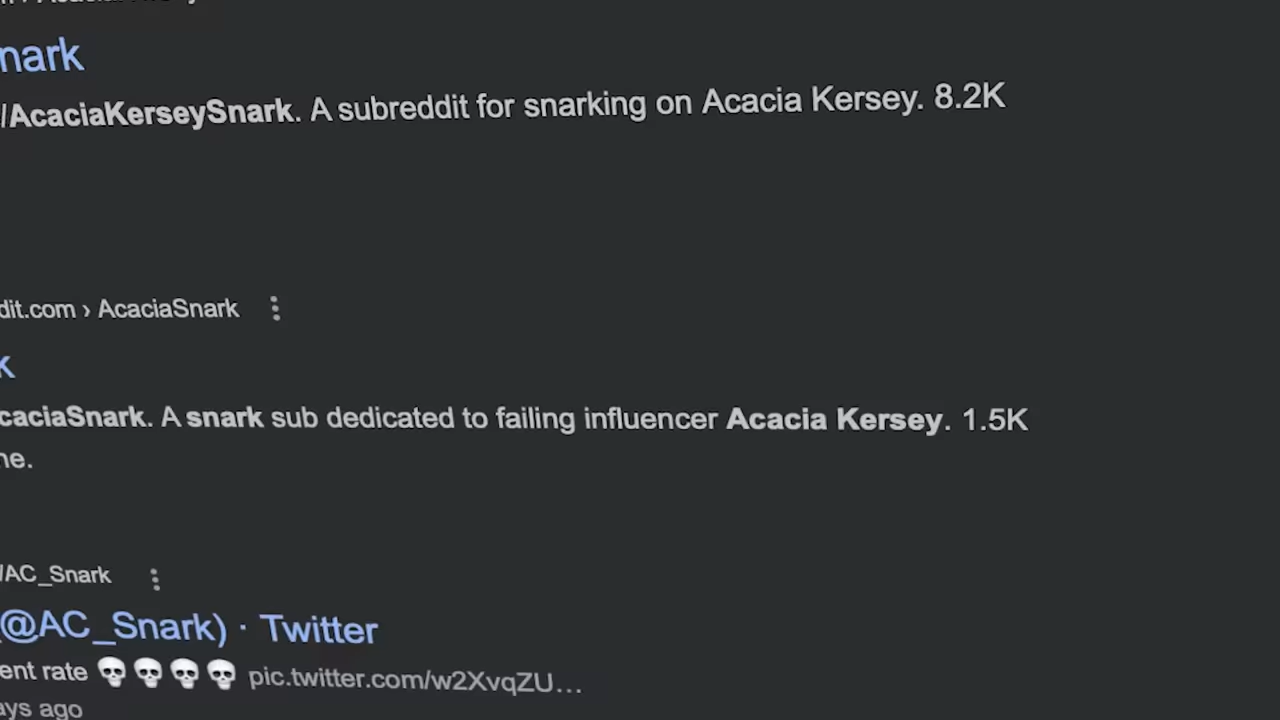 nark
/AcaciaKerseySnark. A subreddit for snarking on Acacia Kersey. 8.2K
dit.com › AcaciaSnark
k
caciaSnark. A snark sub dedicated to failing influencer Acacia Kersey. 1.5K
ne.
/AC_Snark
(@AC_Snark) · Twitter
ent rate 💀💀💀💀 pic.twitter.com/w2XvqZU...
ays ago